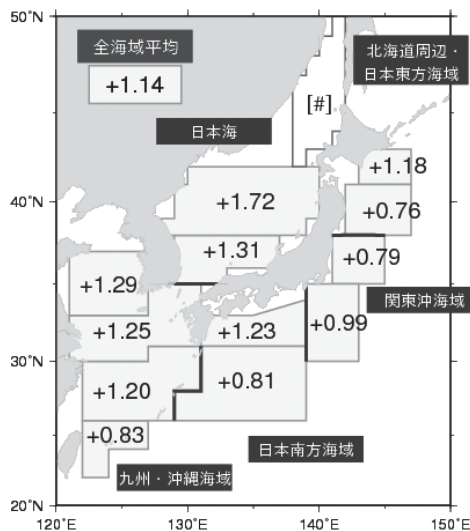 50°N
全海域平均
+1.14
北海道周辺・
日本東方海域
[#]
日本海
+1.18
40°N
+1.72
+0.76
+1.31
+0.79
+1.29
関東沖海域
+0.99
+1.25
+1.23
30°N
+1.20
+0.81
+0.83
日本南方海域
九州・沖縄海域
20°N
120°E
130°E
140°E
150°E